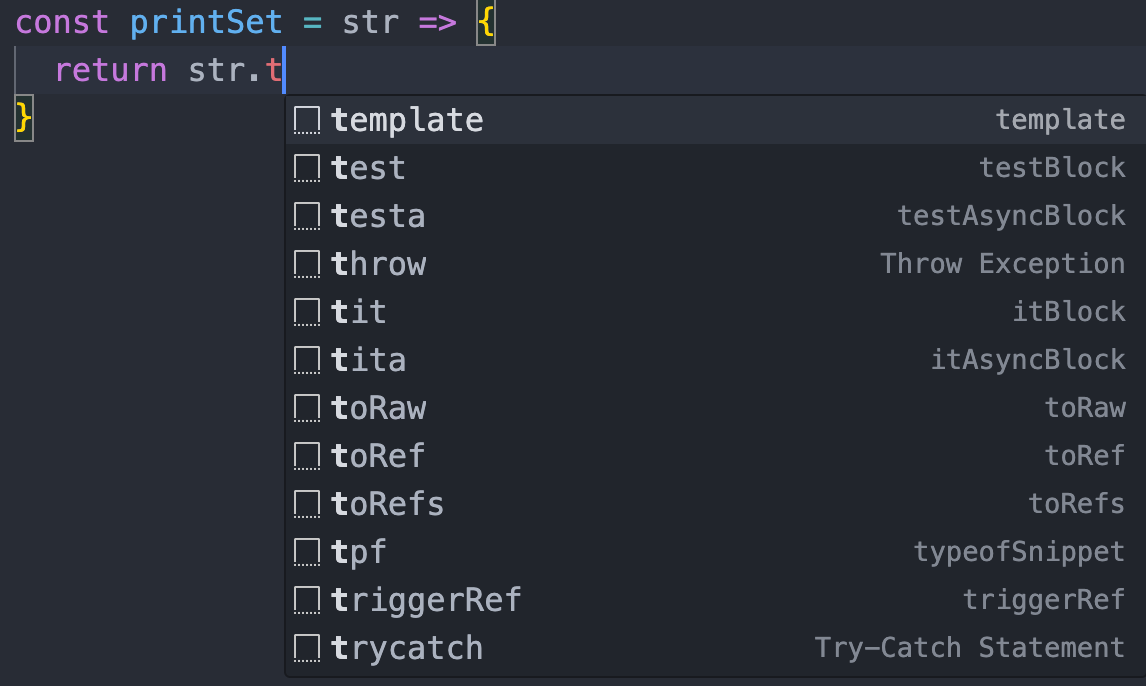 const printSet = str => {
return str.t
}
template template
test testBlock
testa testAsyncBlock
throw Throw Exception
tit itBlock
tita itAsyncBlock
toRaw toRaw
toRef toRef
toRefs toRefs
tpf typeofSnippet
triggerRef triggerRef
trycatch Try-Catch Statement